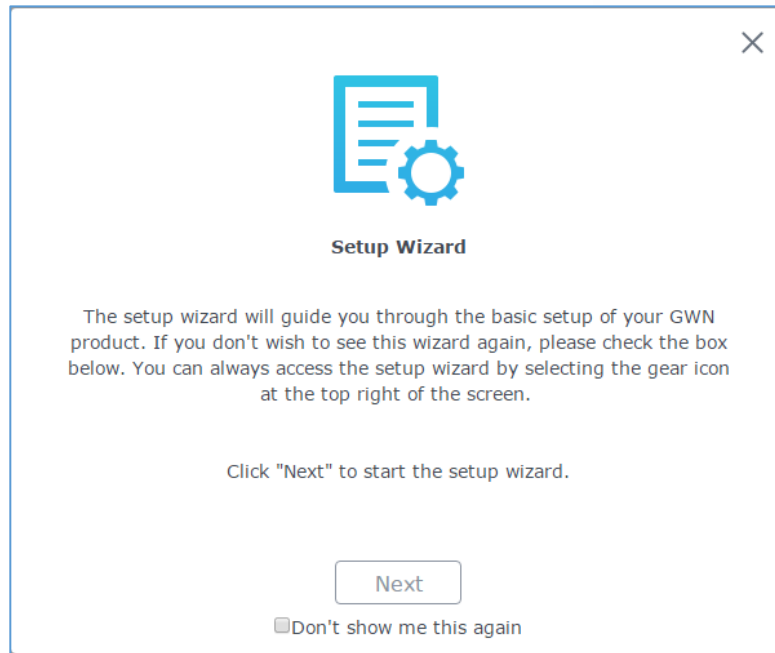 Setup Wizard
The setup wizard will guide you through the basic setup of your GWN
product. If you don't wish to see this wizard again, please check the box
below. You can always access the setup wizard by selecting the gear icon
at the top right of the screen.
Click "Next" to start the setup wizard.
Next
Don't show me this again